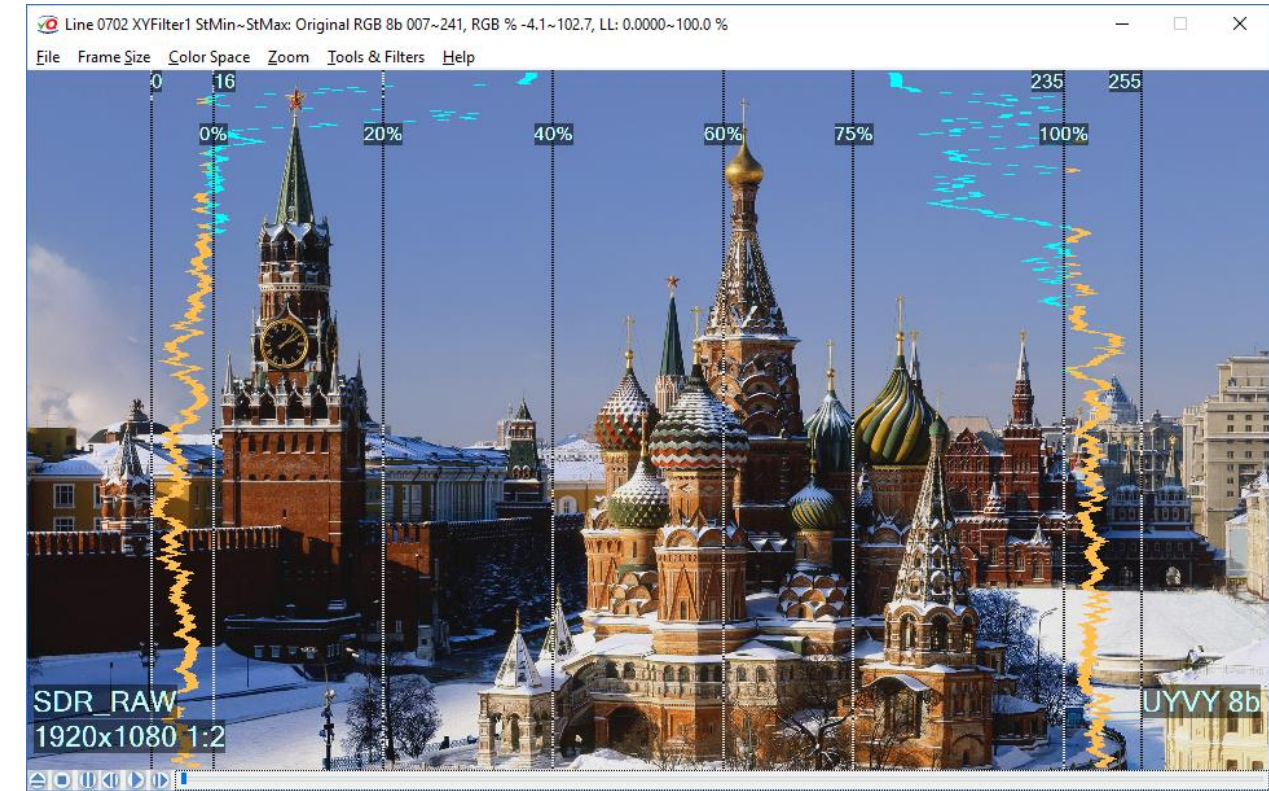 Line 0702 XYFilter1 StMin~StMax: Original RGB 8b 007~241, RGB % -4.1~102.7, LL: 0.0000~100.0 %
File Frame Size Color Space Zoom Tools & Filters Help
0 16 235 255
0% 20% 40% 60% 75% 100%
SDR_RAW UYVY 8b
1920x1080 1:2